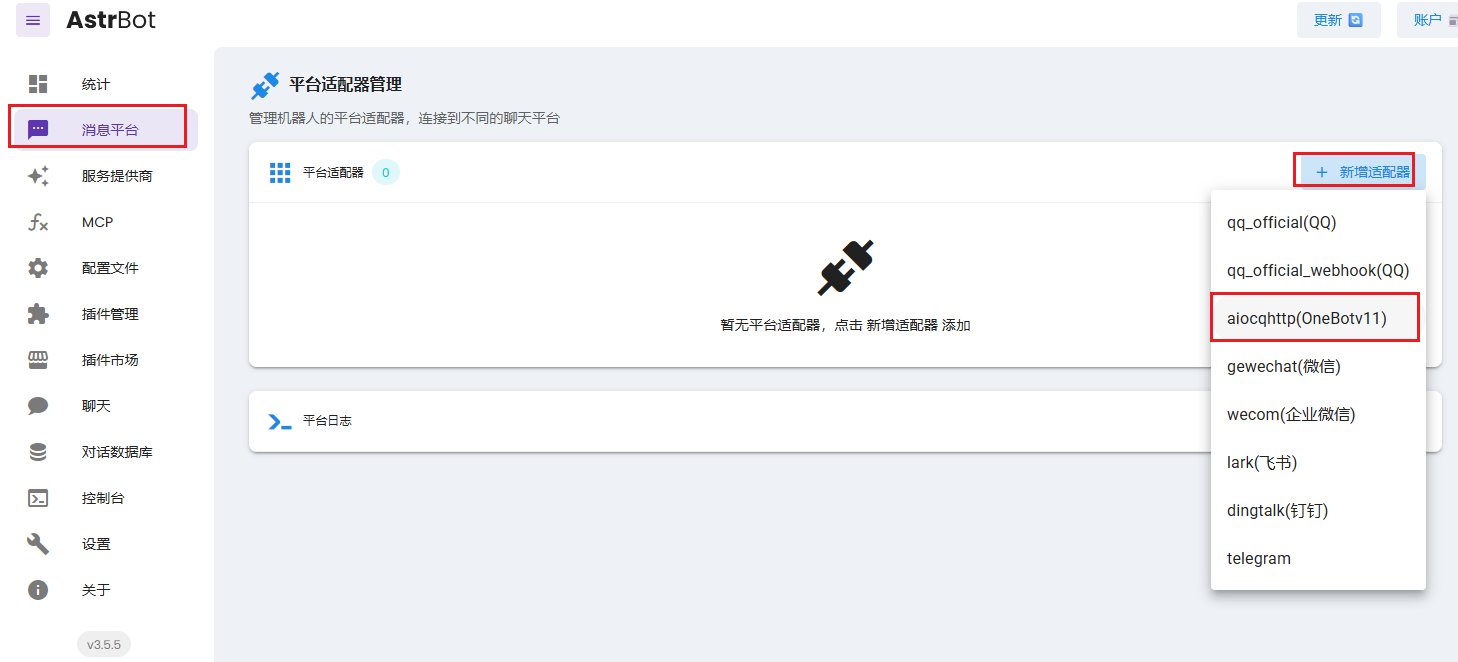 AstrBot
更新
账户
统计
消息平台
服务提供商
MCP
配置文件
插件管理
插件市场
聊天
对话数据库
控制台
设置
关于
v3.5.5
平台适配器管理
管理机器人的平台适配器，连接到不同的聊天平台
平台适配器 0
+ 新增适配器
暂无平台适配器，点击 新增适配器 添加
平台日志
qq_official(QQ)
qq_official_webhook(QQ)
aiocqhttp(OneBotv11)
gewechat(微信)
wecom(企业微信)
lark(飞书)
dingtalk(钉钉)
telegram